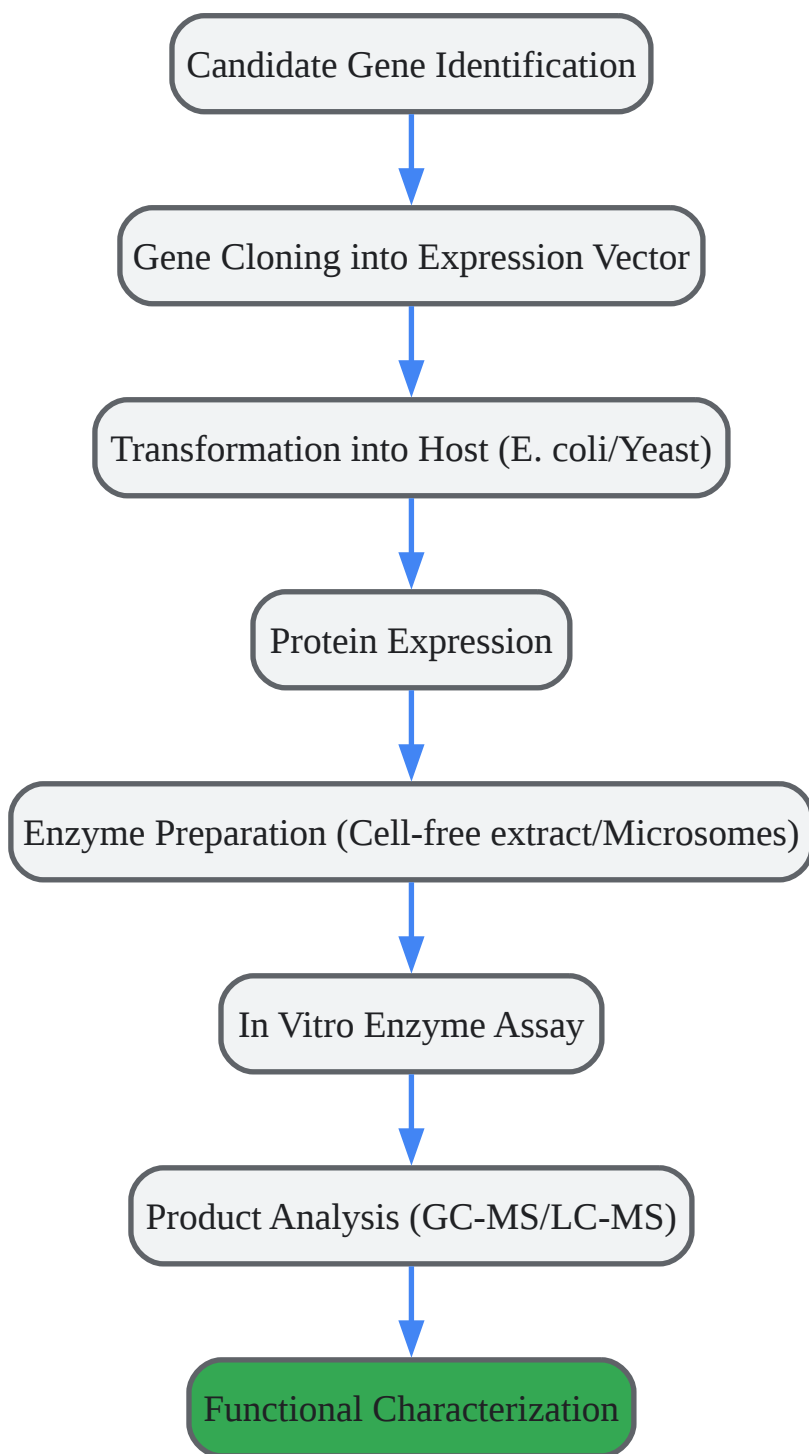 Candidate Gene Identification
Gene Cloning into Expression Vector
Transformation into Host (E. coli/Yeast)
Protein Expression
Enzyme Preparation (Cell-free extract/Microsomes)
In Vitro Enzyme Assay
Product Analysis (GC-MS/LC-MS)
Functional Characterization